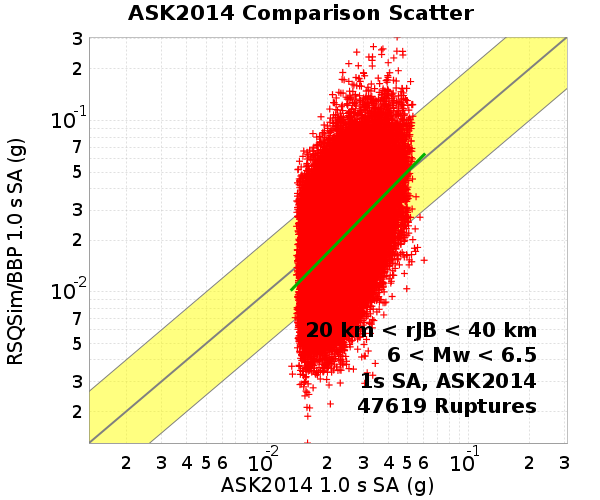 ASK2014 Comparison Scatter
RSQSim/BBP 1.0 s SA (g)
3
2
10-1
7
5
3
2
10-2
7
5
3
2
20 km < rJB < 40 km
6 < Mw < 6.5
1s SA, ASK2014
47619 Ruptures
2 3 4 5 6 10-2 2 3 4 5 6 10-1 2 3
ASK2014 1.0 s SA (g)